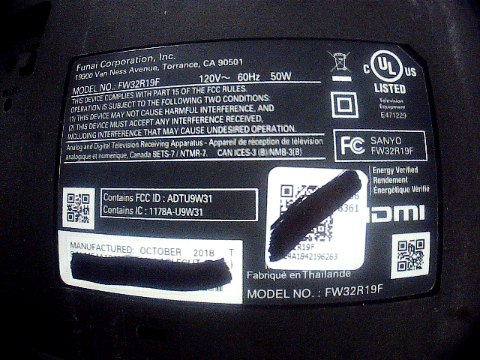 Funai Corporation, Inc.
19900 Van Ness Avenue, Torrance, CA 90501
MODEL NO.: FW32R19F 120V~ 60Hz 50W
THIS DEVICE COMPLIES WITH PART 15 OF THE FCC RULES.
OPERATION IS SUBJECT TO THE FOLLOWING TWO CONDITIONS:
(1) THIS DEVICE MAY NOT CAUSE HARMFUL INTERFERENCE, AND
(2) THIS DEVICE MUST ACCEPT ANY INTERFERENCE RECEIVED,
INCLUDING INTERFERENCE THAT MAY CAUSE UNDESIRED OPERATION.
Analog and Digital Television Receiving Apparatus - Appareil de réception de télévision
analogique et numérique, Canada BETS-7 / NTMR-7. CAN ICES-3 (B)/NMB-3(B)
C UL US
LISTED
Television
Equipment
E471229
FC SANYO
FW32R19F
Energy Verified
Rendement
Énergétique Vérifié
Contains FCC ID : ADTU9W31
Contains IC : 1178A-U9W31
HDMI
MANUFACTURED: OCTOBER 2018 T
Fabriqué en Thaïlande
MODEL NO.: FW32R19F